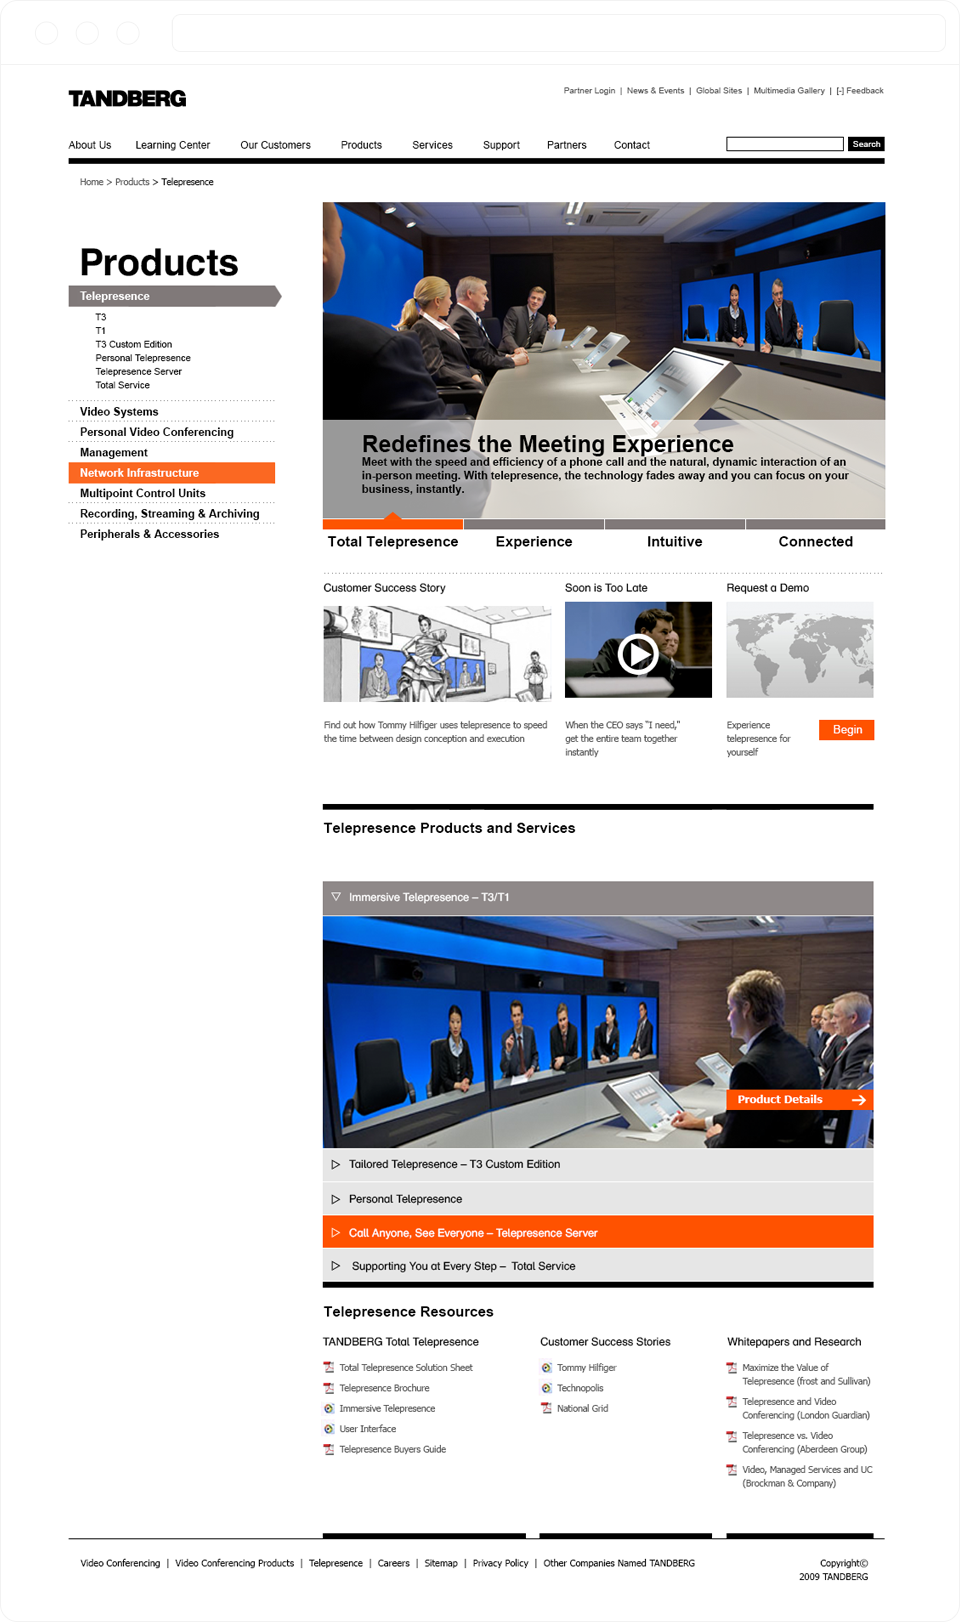 TANDBERG
Partner Login | News & Events | Global Sites | Multimedia Gallery | [-] Feedback
About Us Learning Center Our Customers Products Services Support Partners Contact Search
Home > Products > Telepresence
Products
Telepresence
T3
T1
T3 Custom Edition
Personal Telepresence
Telepresence Server
Total Service
Video Systems
Personal Video Conferencing
Management
Network Infrastructure
Multipoint Control Units
Recording, Streaming & Archiving
Peripherals & Accessories
Redefines the Meeting Experience
Meet with the speed and efficiency of a phone call and the natural, dynamic interaction of an
in-person meeting. With telepresence, the technology fades away and you can focus on your
business, instantly.
Total Telepresence Experience Intuitive Connected
Customer Success Story
Find out how Tommy Hilfiger uses telepresence to speed
the time between design conception and execution
Soon is Too Late
When the CEO says "I need,"
get the entire team together
instantly
Request a Demo
Experience
telepresence for
yourself
Begin
Telepresence Products and Services
Immersive Telepresence – T3/T1
Product Details
Tailored Telepresence – T3 Custom Edition
Personal Telepresence
Call Anyone, See Everyone – Telepresence Server
Supporting You at Every Step – Total Service
Telepresence Resources
TANDBERG Total Telepresence
Total Telepresence Solution Sheet
Telepresence Brochure
Immersive Telepresence
User Interface
Telepresence Buyers Guide
Customer Success Stories
Tommy Hilfiger
Technopolis
National Grid
Whitepapers and Research
Maximize the Value of
Telepresence (frost and Sullivan)
Telepresence and Video
Conferencing (London Guardian)
Telepresence vs. Video
Conferencing (Aberdeen Group)
Video, Managed Services and UC
(Brockman & Company)
Video Conferencing | Video Conferencing Products | Telepresence | Careers | Sitemap | Privacy Policy | Other Companies Named TANDBERG
Copyright©
2009 TANDBERG